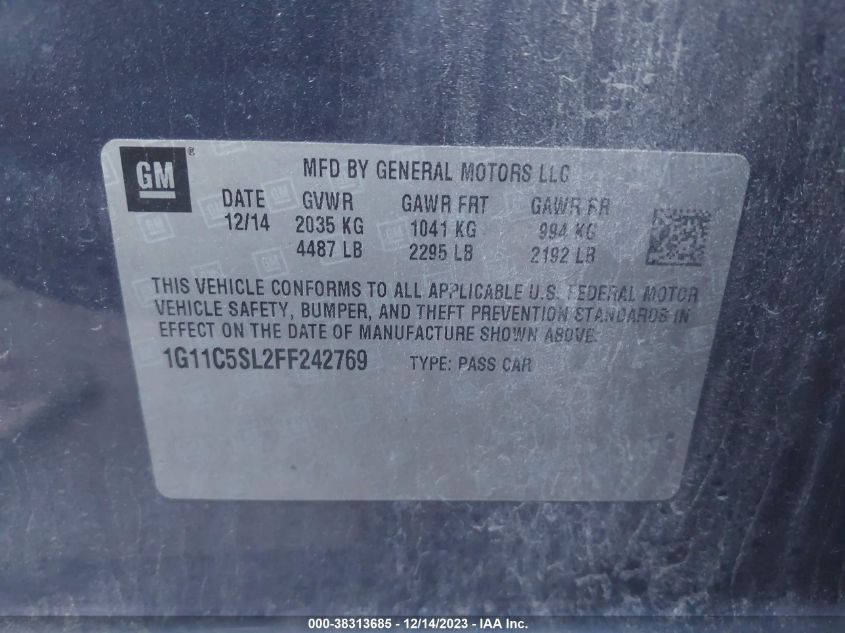 GM ®
MFD BY GENERAL MOTORS LLC
DATE GVWR GAWR FRT GAWR RR
12/14 2035 KG 1041 KG 994 KG
4487 LB 2295 LB 2192 LB
THIS VEHICLE CONFORMS TO ALL APPLICABLE U.S. FEDERAL MOTOR
VEHICLE SAFETY, BUMPER, AND THEFT PREVENTION STANDARDS IN
EFFECT ON THE DATE OF MANUFACTURE SHOWN ABOVE.
1G11C5SL2FF242769 TYPE: PASS CAR
000-38313685 - 12/14/2023 - IAA Inc.